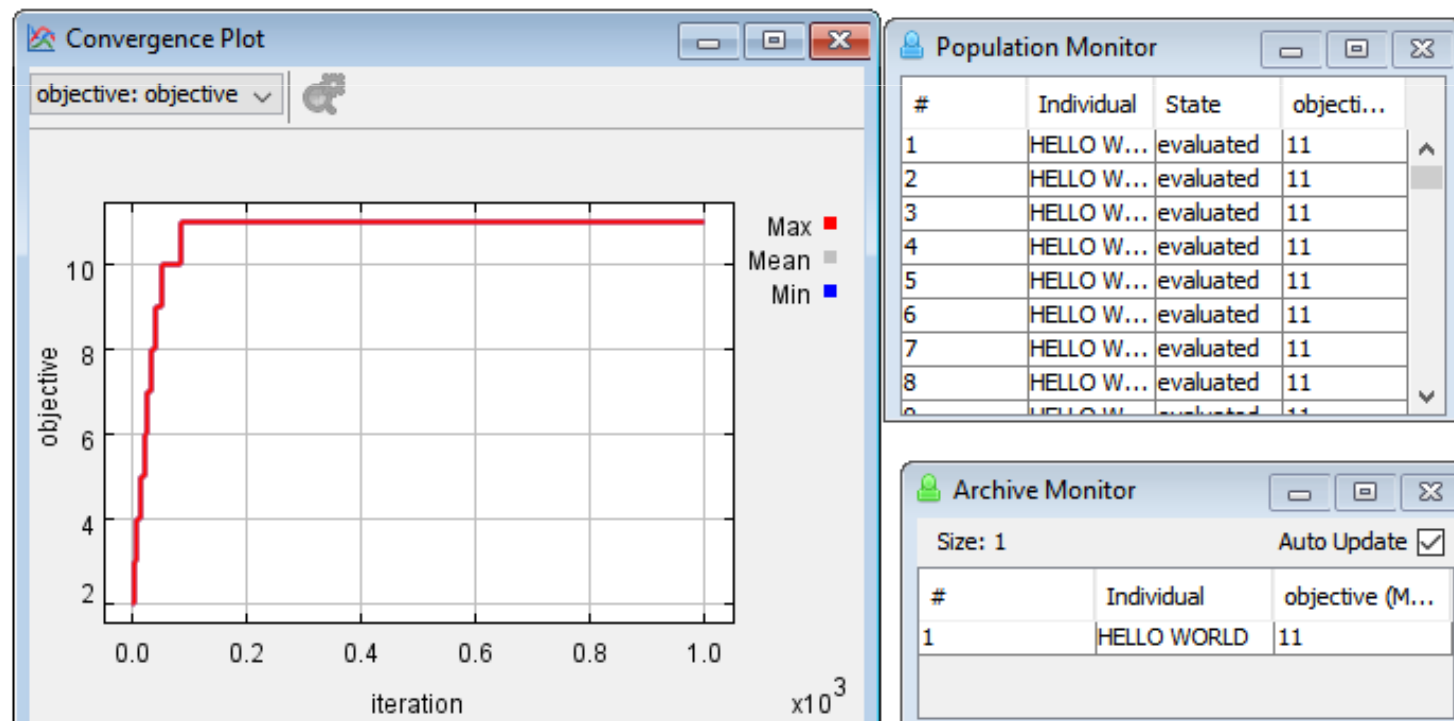 Convergence Plot
objective: objective
Max
Mean
Min
10
8
6
4
2
objective
0.0 0.2 0.4 0.6 0.8 1.0
iteration
x10^3
Population Monitor
# Individual State objecti...
1 HELLO W... evaluated 11
2 HELLO W... evaluated 11
3 HELLO W... evaluated 11
4 HELLO W... evaluated 11
5 HELLO W... evaluated 11
6 HELLO W... evaluated 11
7 HELLO W... evaluated 11
8 HELLO W... evaluated 11
Archive Monitor
Size: 1 Auto Update
# Individual objective (M...
1 HELLO WORLD 11